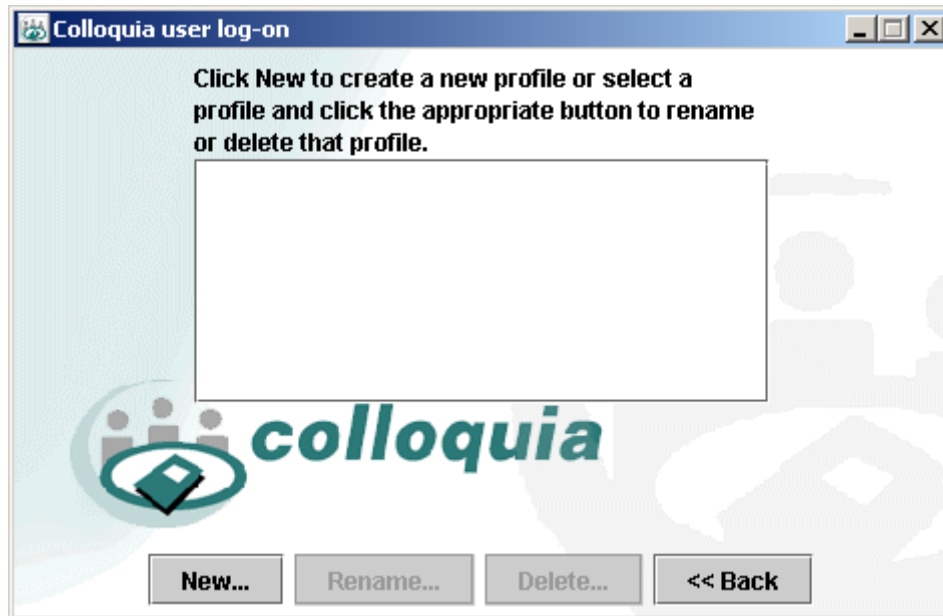 Colloquia user log-on
Click New to create a new profile or select a
profile and click the appropriate button to rename
or delete that profile.
colloquia
New...
Rename...
Delete...
<< Back